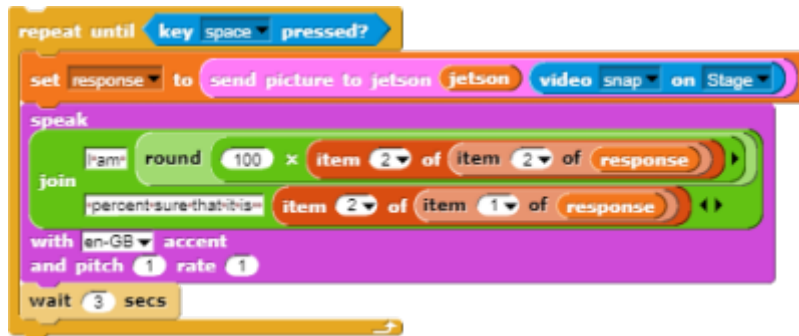 repeat until key space pressed?
set response to send picture to jetson jetson video snap on Stage
speak
I am round 100 × item 2 of item 2 of response
join
percent sure that it is item 2 of item 1 of response
with en-GB accent
and pitch 1 rate 1
wait 3 secs